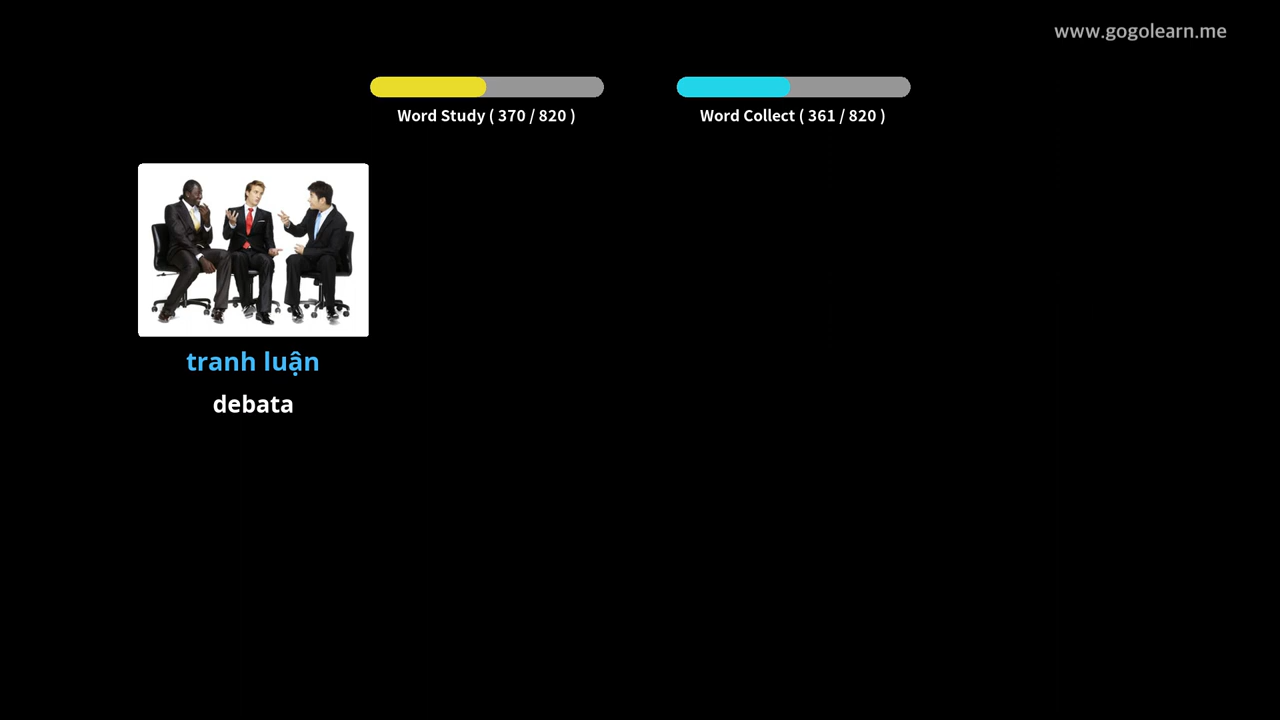 www.gogolearn.me
Word Study ( 370 / 820 )
Word Collect ( 361 / 820 )
tranh luận
debata